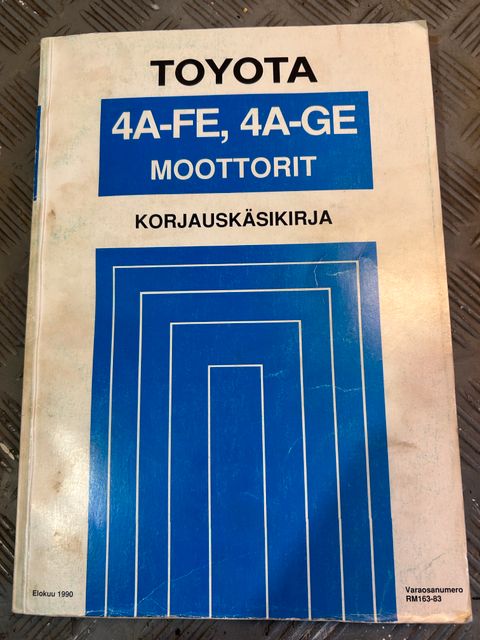 TOYOTA
4A-FE, 4A-GE
MOOTTORIT
KORJAUSKÄSIKIRJA
Elokuu 1990
Varaosanumero
RM163-83